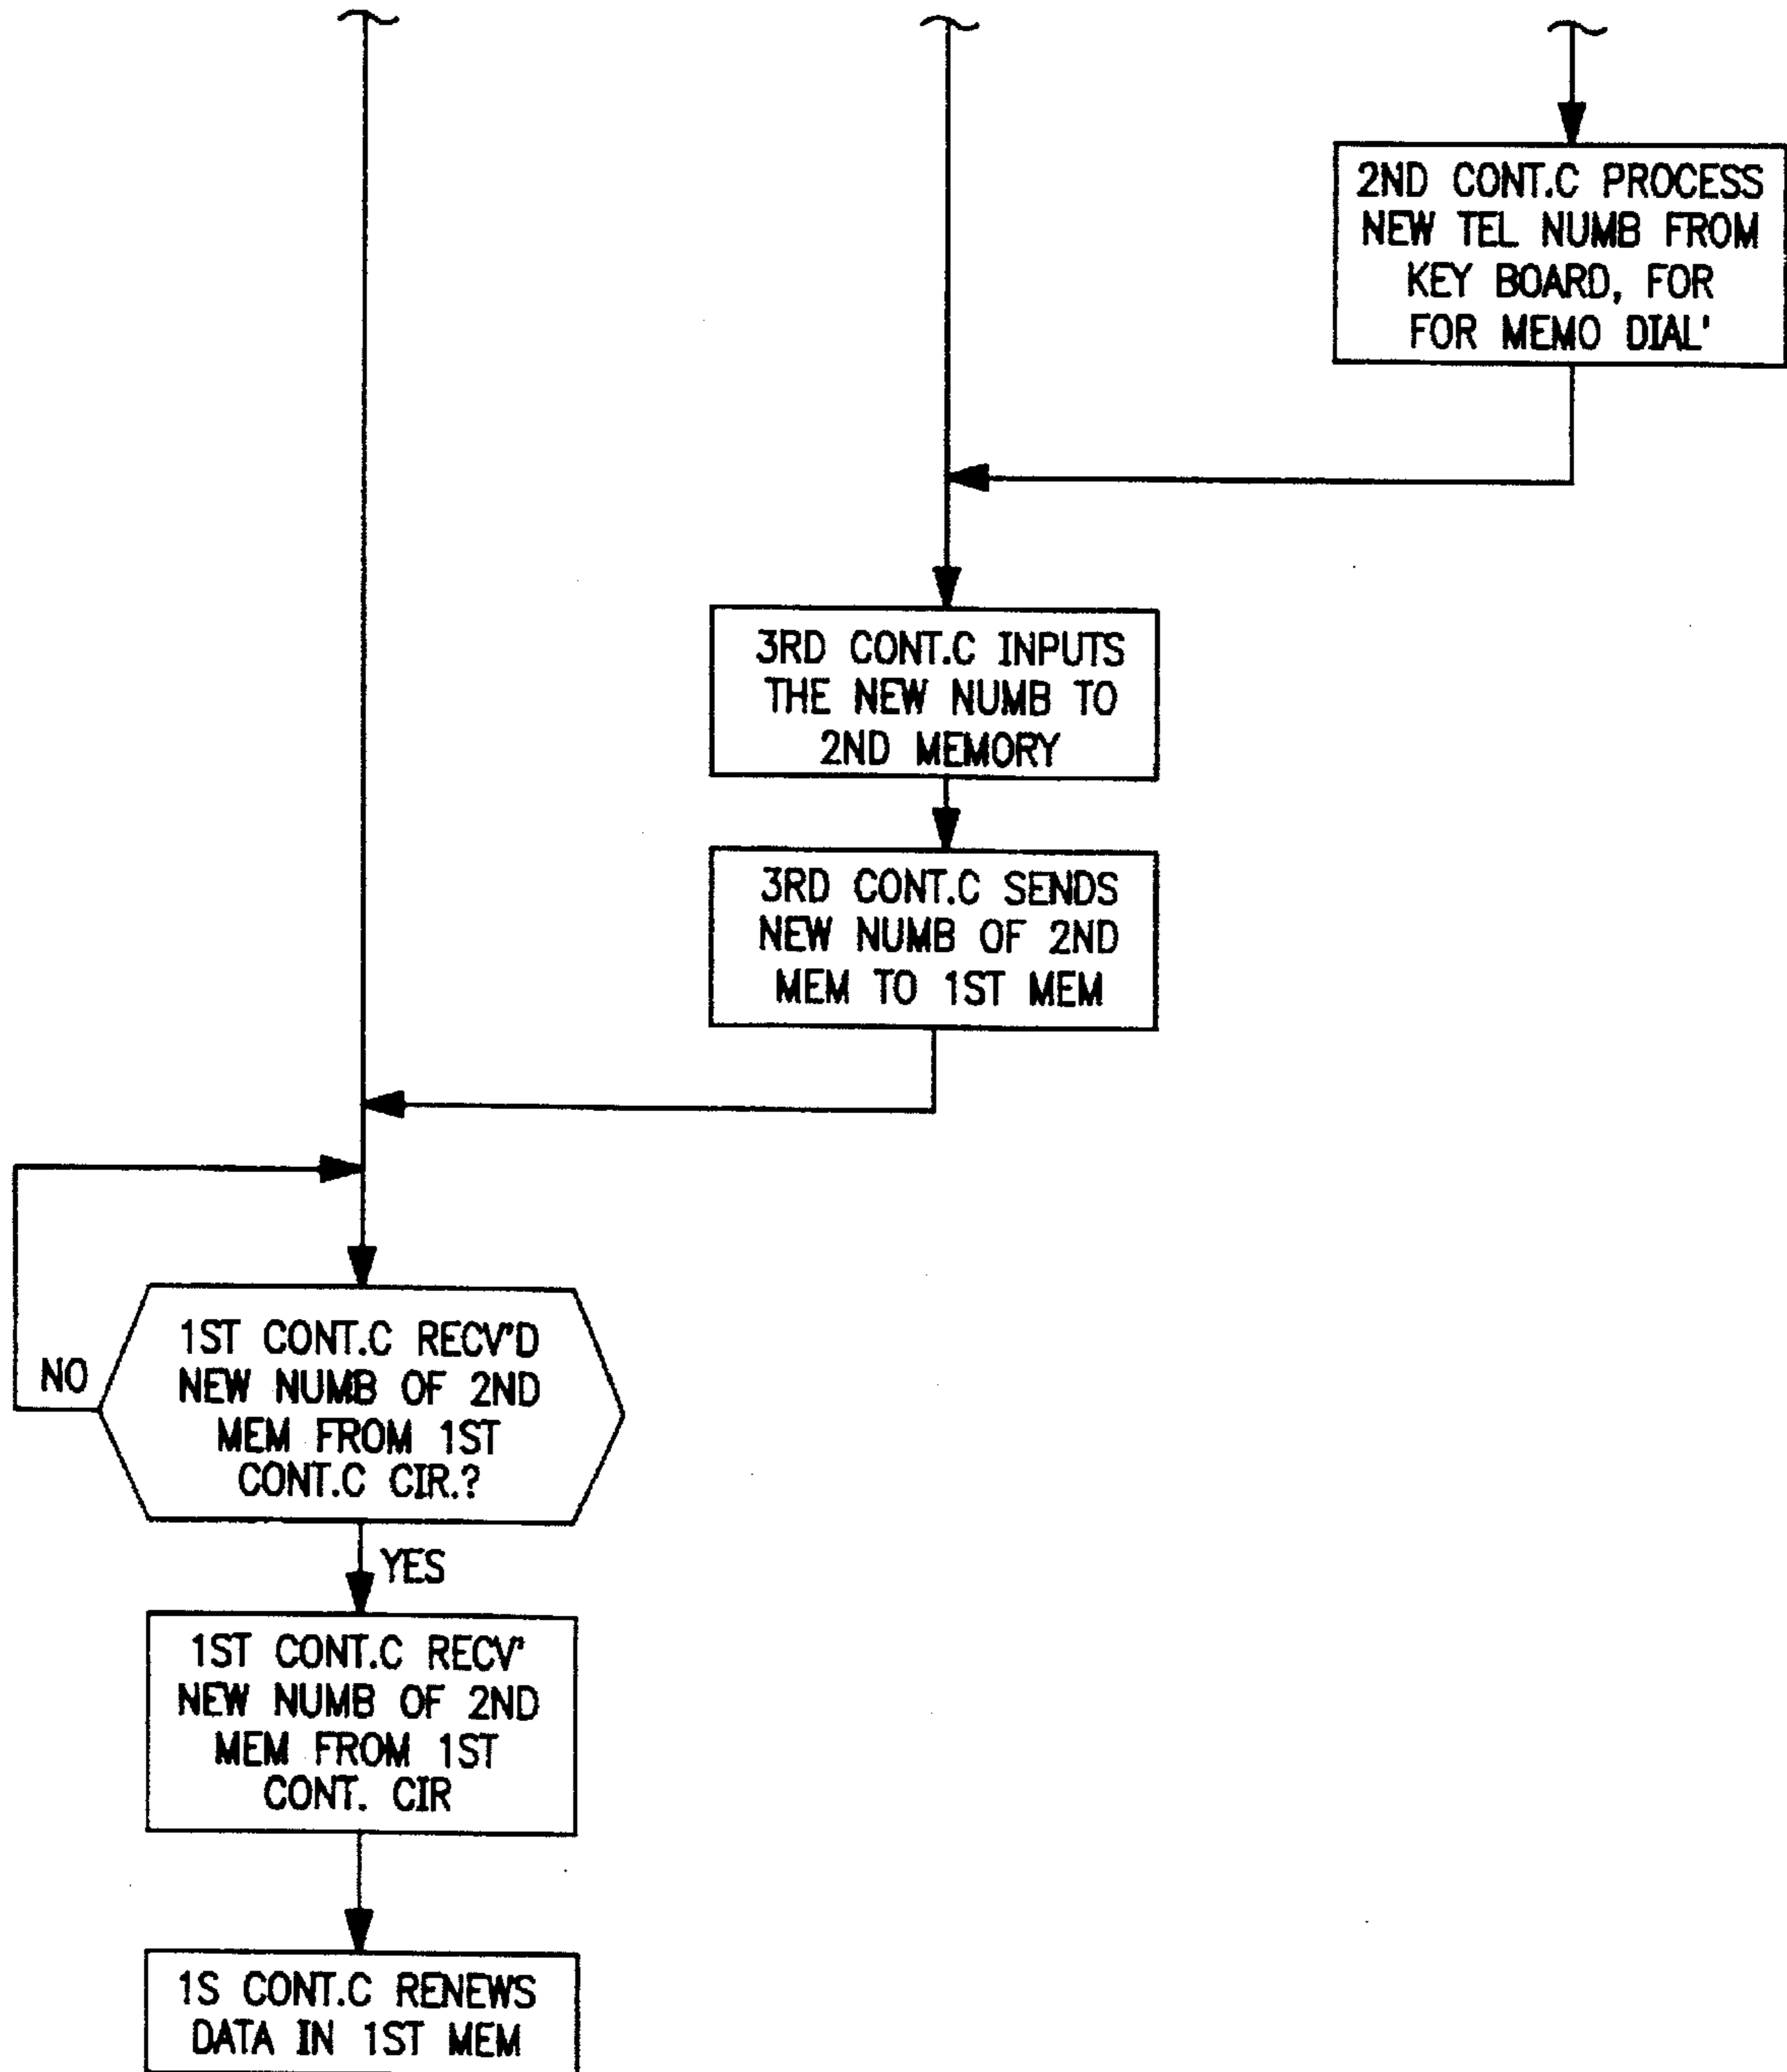 2ND CONT.C PROCESS
NEW TEL NUMB FROM
KEY BOARD, FOR
FOR MEMO DIAL'
3RD CONT.C INPUTS
THE NEW NUMB TO
2ND MEMORY
3RD CONT.C SENDS
NEW NUMB OF 2ND
MEM TO 1ST MEM
1ST CONT.C RECV'D
NEW NUMB OF 2ND
MEM FROM 1ST
CONT.C CIR.?
NO
YES
1ST CONT.C RECV'
NEW NUMB OF 2ND
MEM FROM 1ST
CONT. CIR
1S CONT.C RENEWS
DATA IN 1ST MEM